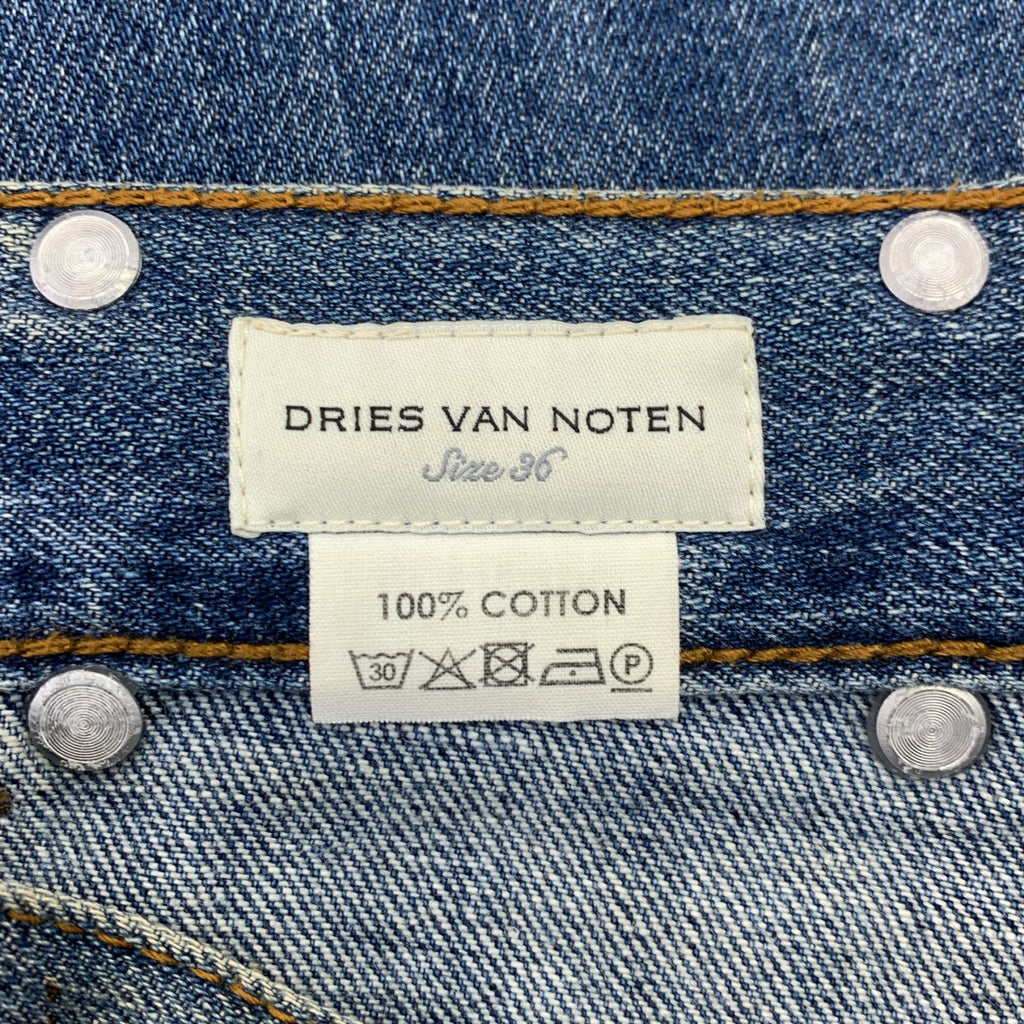 DRIES VAN NOTEN
Size 36
100% COTTON
30 P